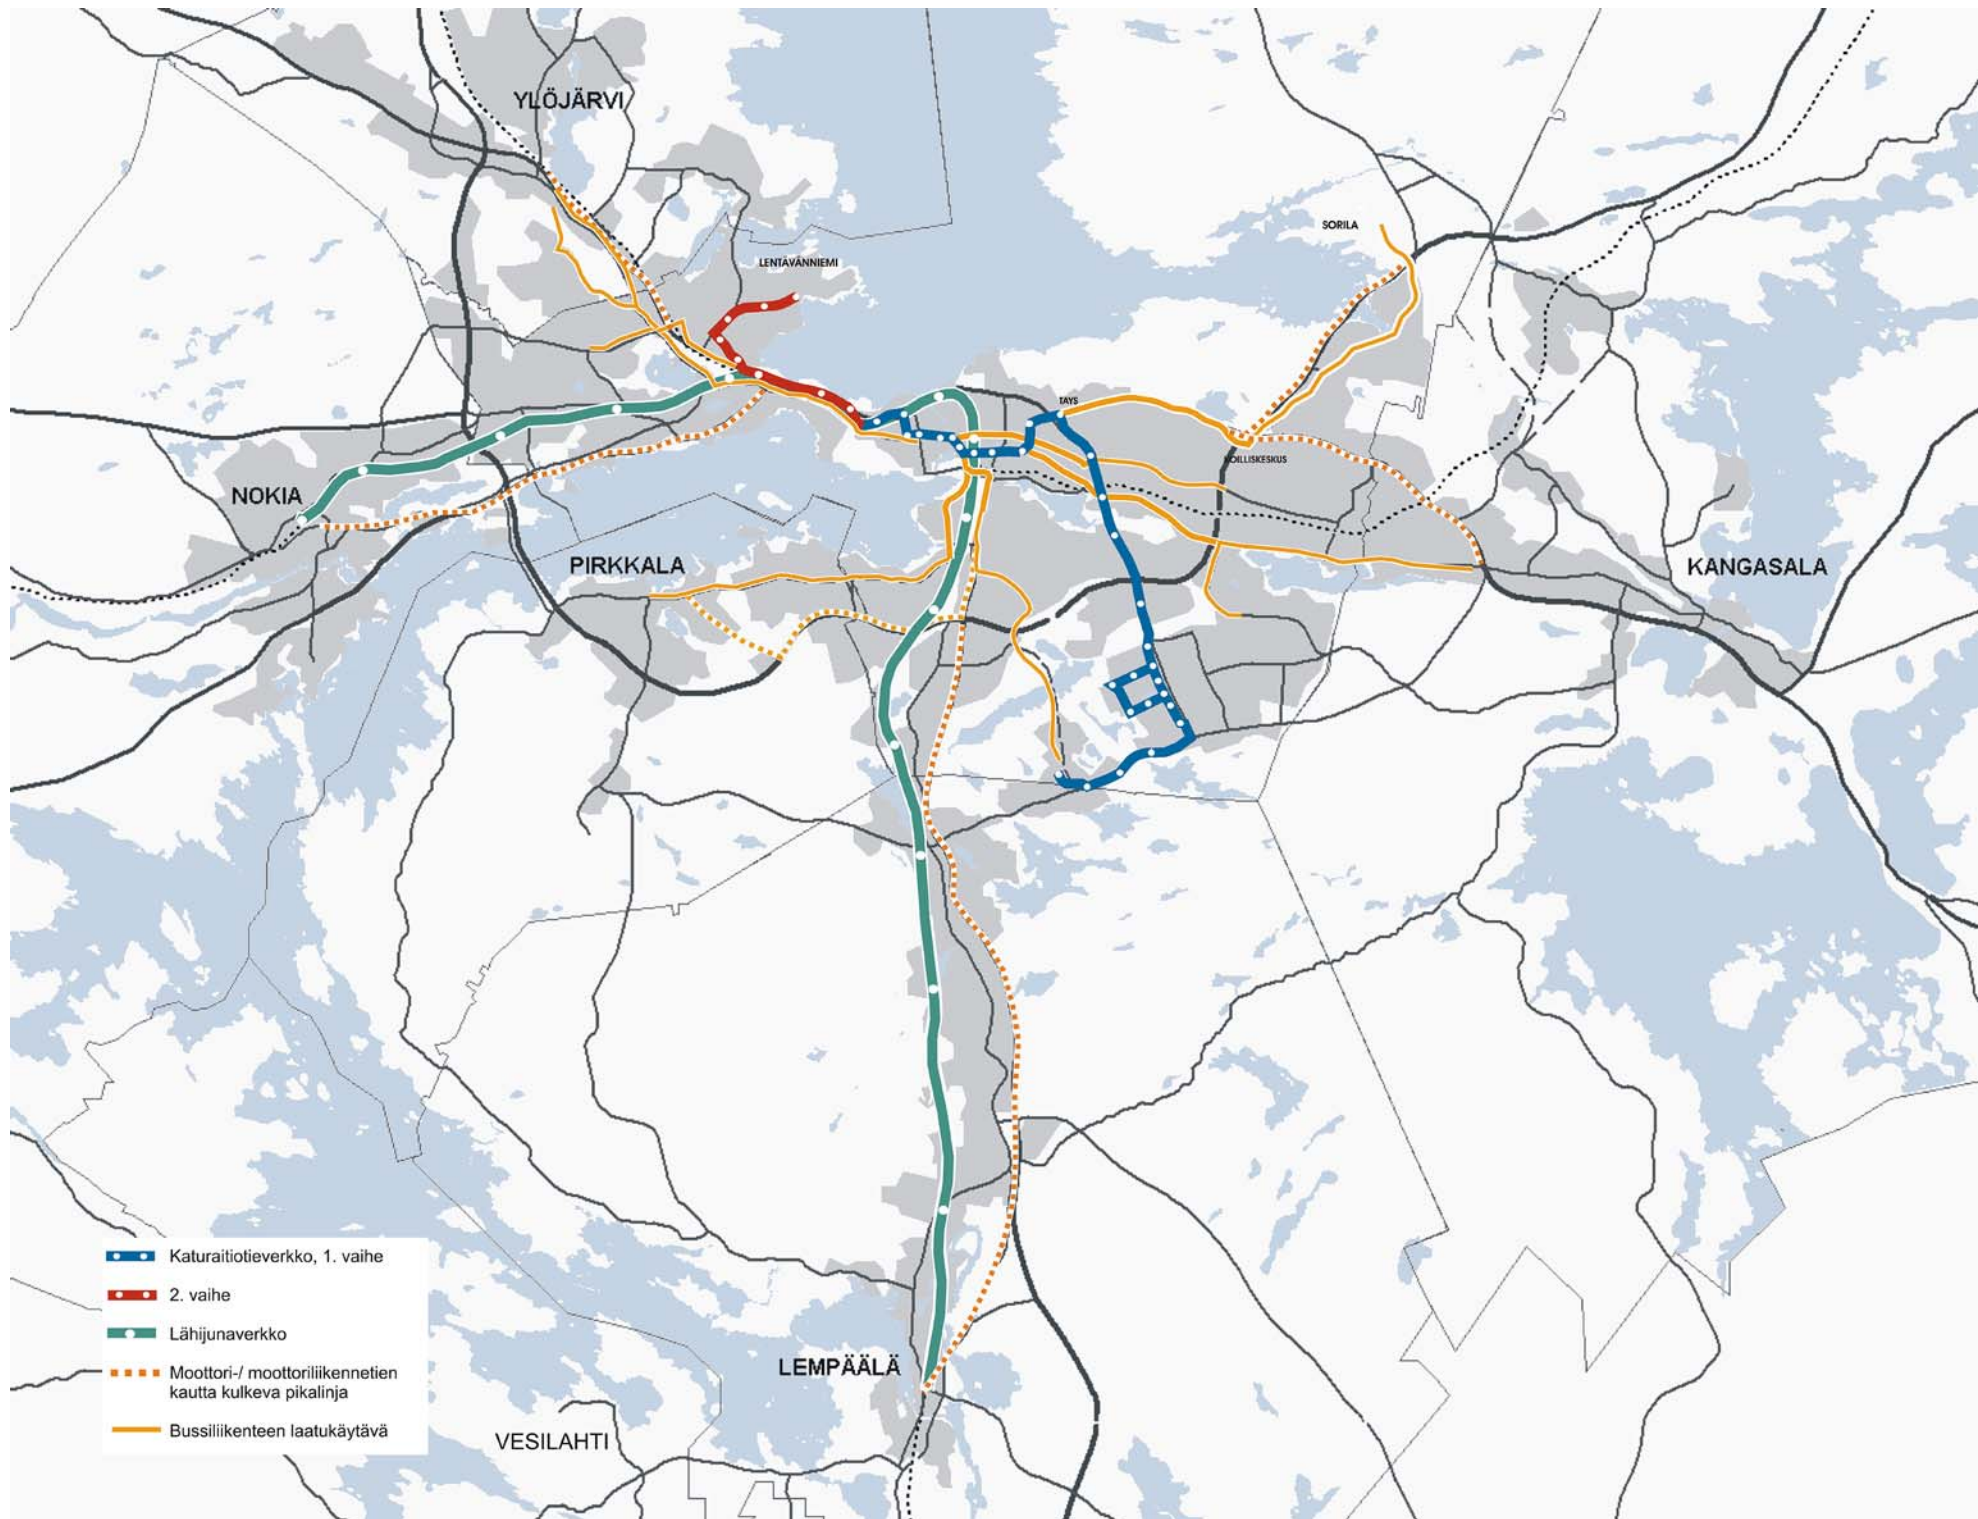 YLÖJÄRVI
SORILA
LENTÄVÄNNIEMI
TAYS
KOILLISKESKUS
NOKIA
PIRKKALA
KANGASALA
Katuraitiotieverkko, 1. vaihe
2. vaihe
Lähijunaverkko
Moottori-/ moottoriliikennetien
kautta kulkeva pikalinja
Bussiliikenteen laatukäytävä
LEMPÄÄLÄ
VESILAHTI